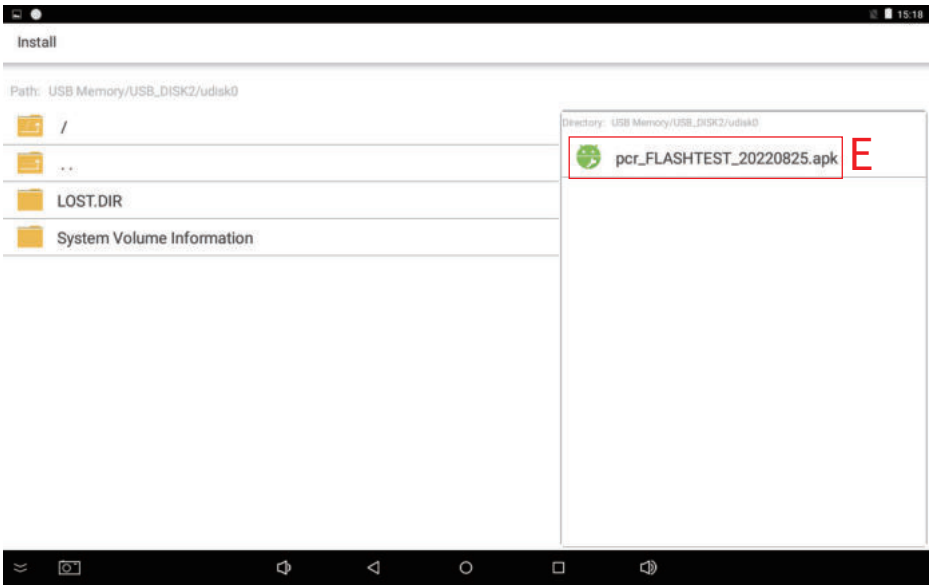 15:18
Install
Path: USB Memory/USB_DISK2/udisk0
/
. .
LOST.DIR
System Volume Information
Directory: USB Memory/USB_DISK2/udisk0
pcr_FLASHTEST_20220825.apk E